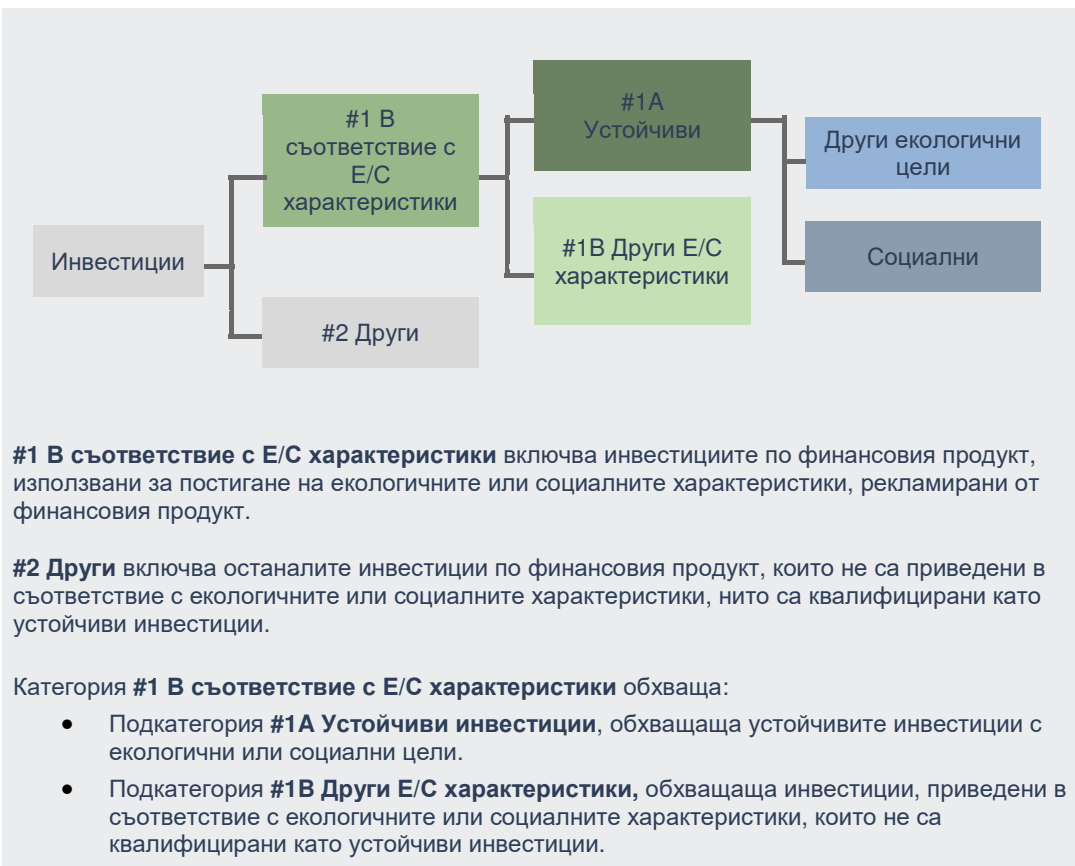 #1 В
съответствие с
Е/С
характеристики
#1А
Устойчиви
Други екологични
цели
Инвестиции
#1В Други Е/С
характеристики
Социални
#2 Други
#1 В съответствие с Е/С характеристики включва инвестициите по финансовия продукт,
използвани за постигане на екологичните или социалните характеристики, рекламирани от
финансовия продукт.
#2 Други включва останалите инвестиции по финансовия продукт, които не са приведени в
съответствие с екологичните или социалните характеристики, нито са квалифицирани като
устойчиви инвестиции.
Категория #1 В съответствие с Е/С характеристики обхваща:
• Подкатегория #1А Устойчиви инвестиции, обхващаща устойчивите инвестиции с
екологични или социални цели.
• Подкатегория #1В Други Е/С характеристики, обхващаща инвестиции, приведени в
съответствие с екологичните или социалните характеристики, които не са
квалифицирани като устойчиви инвестиции.